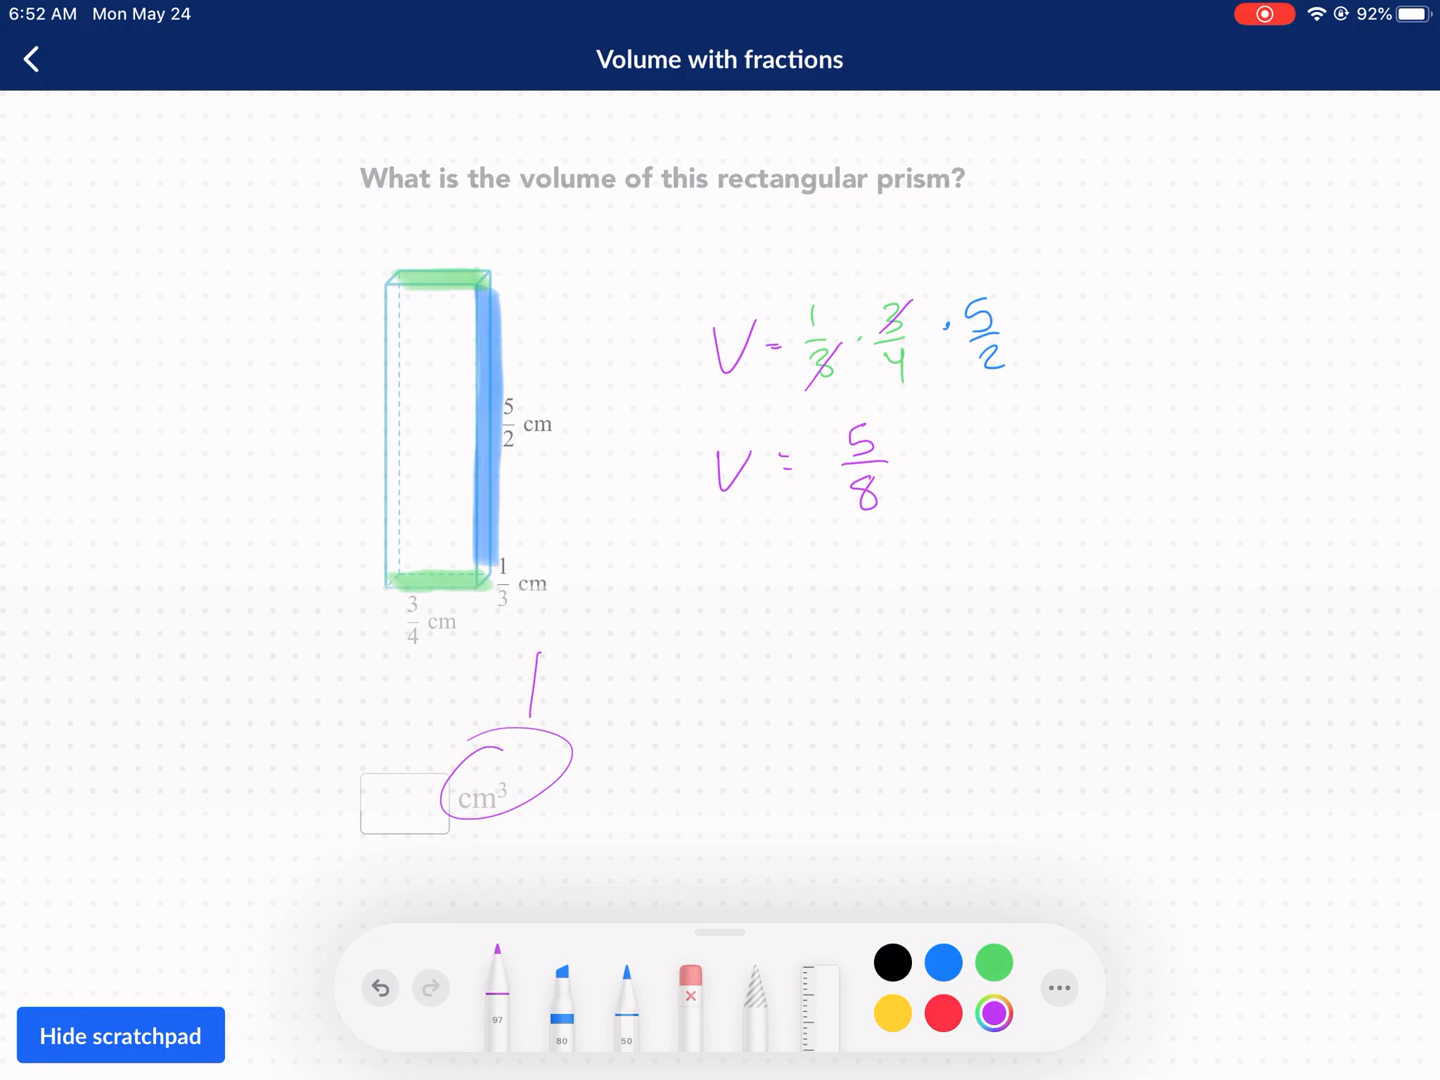 6:52 AM Mon May 24
92%
Volume with fractions
What is the volume of this rectangular prism?
V = 1/3 · 3/4 · 5/2
5/2 cm
V = 5/8
1/3 cm
3/4 cm
cm³
97
80
50
Hide scratchpad